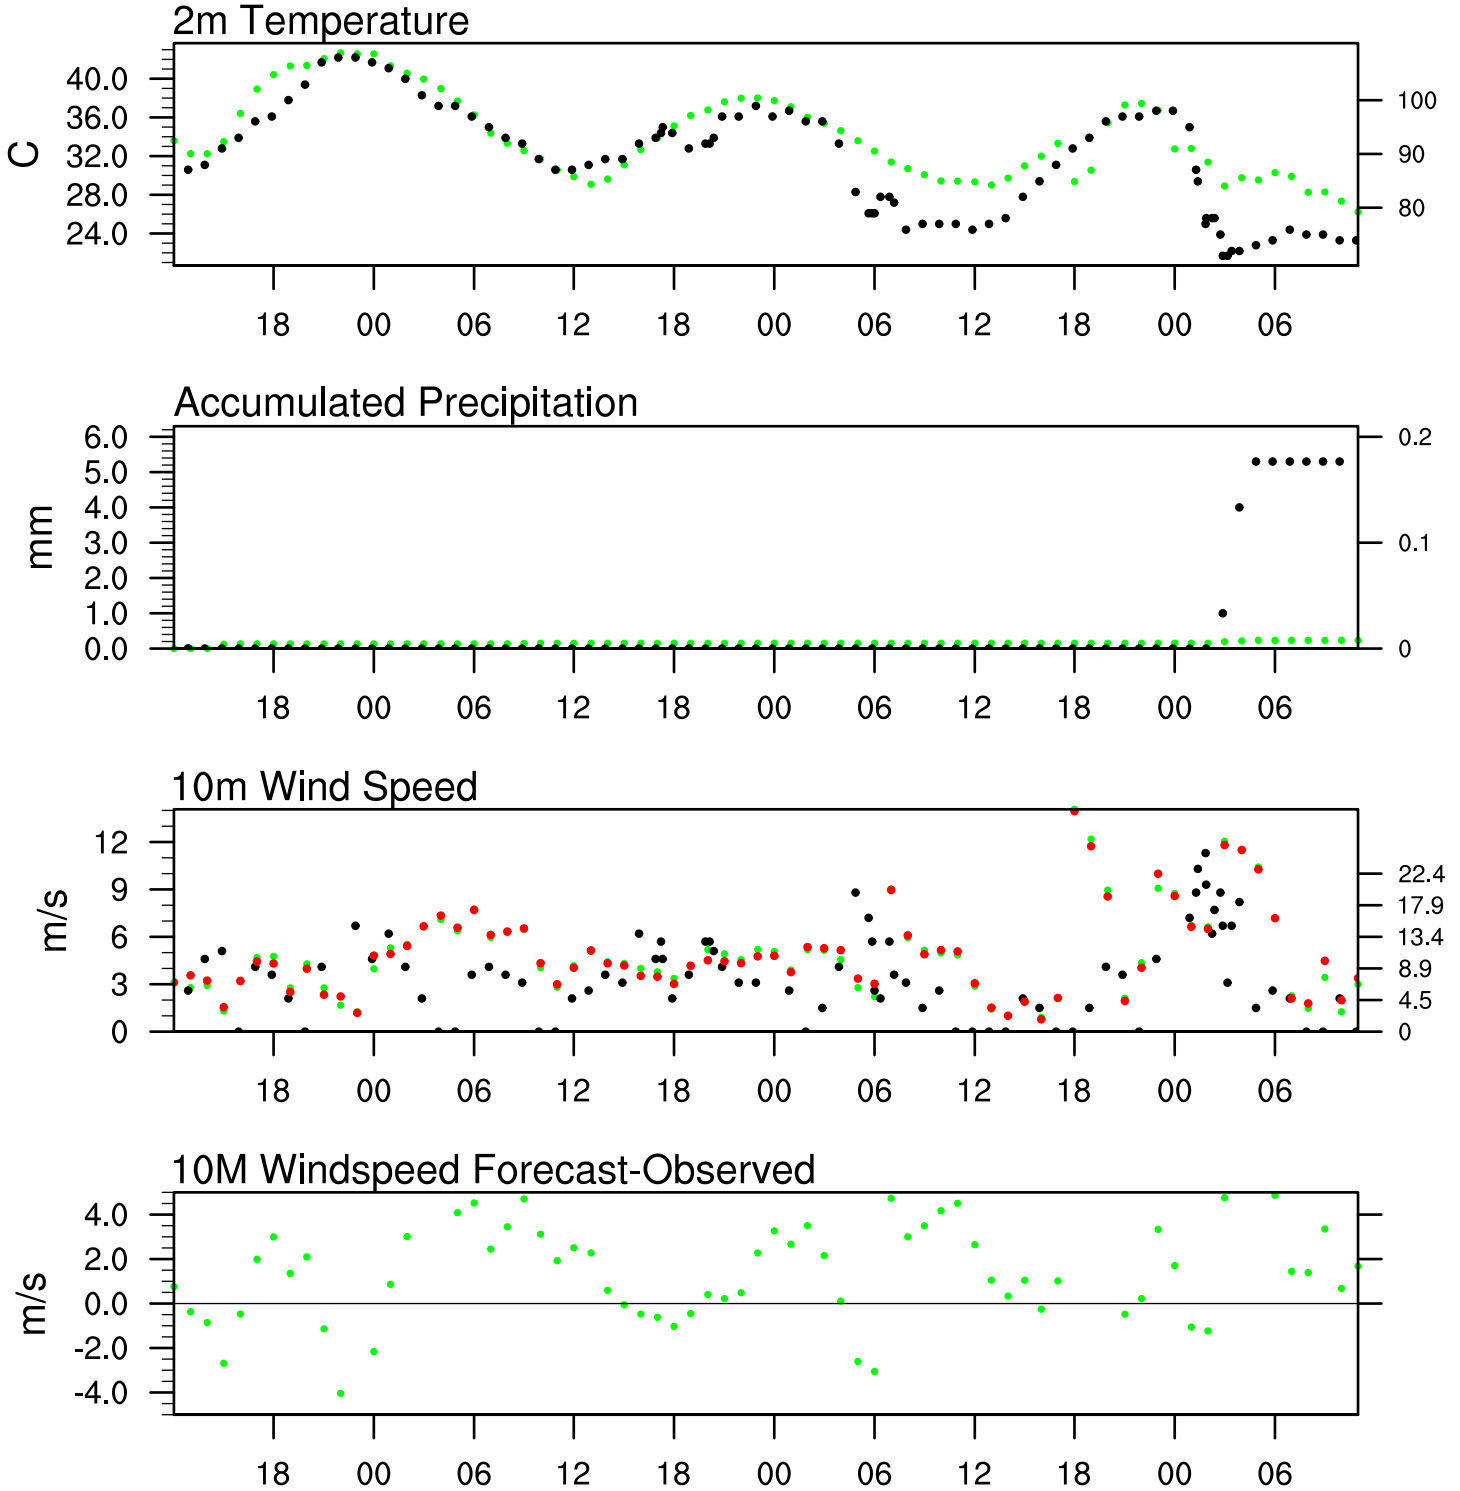 2m Temperature
40.0
36.0
32.0
28.0
24.0
C
100
90
80
18 00 06 12 18 00 06 12 18 00 06
Accumulated Precipitation
6.0
5.0
4.0
3.0
2.0
1.0
0.0
mm
0.2
0.1
0
18 00 06 12 18 00 06 12 18 00 06
10m Wind Speed
12
9
6
3
0
m/s
22.4
17.9
13.4
8.9
4.5
0
18 00 06 12 18 00 06 12 18 00 06
10M Windspeed Forecast-Observed
4.0
2.0
0.0
-2.0
-4.0
m/s
18 00 06 12 18 00 06 12 18 00 06